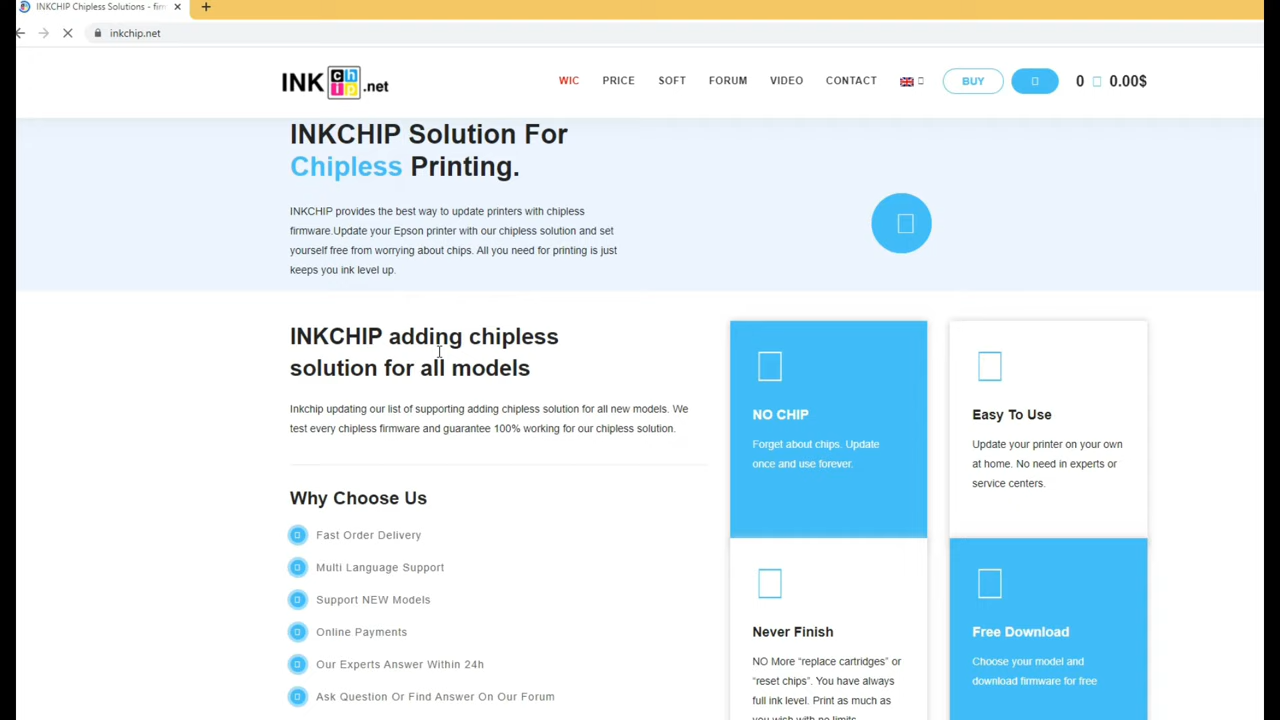 INKCHIP Chipless Solutions - firm
inkchip.net
INK chip .net
WIC PRICE SOFT FORUM VIDEO CONTACT BUY 0 0.00$
INKCHIP Solution For
Chipless Printing.
INKCHIP provides the best way to update printers with chipless
firmware.Update your Epson printer with our chipless solution and set
yourself free from worrying about chips. All you need for printing is just
keeps you ink level up.
INKCHIP adding chipless
solution for all models
Inkchip updating our list of supporting adding chipless solution for all new models. We
test every chipless firmware and guarantee 100% working for our chipless solution.
Why Choose Us
Fast Order Delivery
Multi Language Support
Support NEW Models
Online Payments
Our Experts Answer Within 24h
Ask Question Or Find Answer On Our Forum
NO CHIP
Forget about chips. Update
once and use forever.
Easy To Use
Update your printer on your own
at home. No need in experts or
service centers.
Never Finish
NO More “replace cartridges” or
“reset chips”. You have always
full ink level. Print as much as
you wish with no limits
Free Download
Choose your model and
download firmware for free